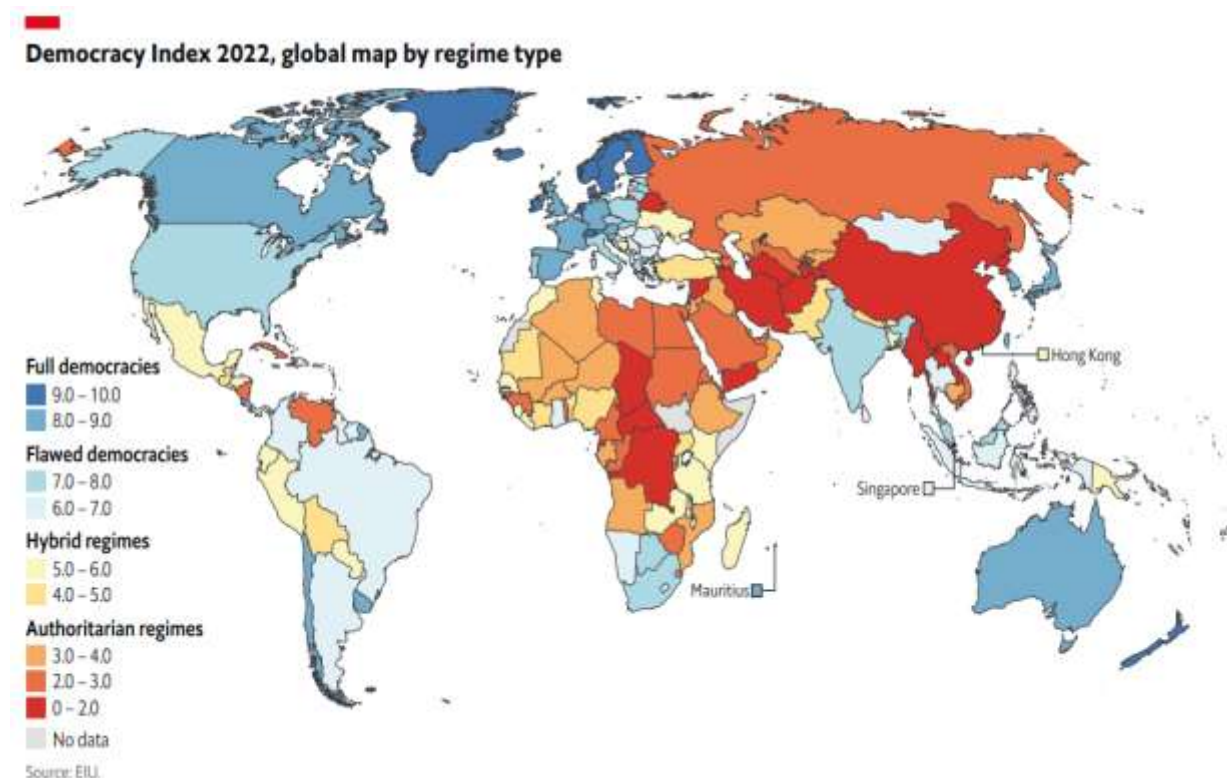 Democracy Index 2022, global map by regime type
Full democracies
9.0 – 10.0
8.0 – 9.0
Flawed democracies
7.0 – 8.0
6.0 – 7.0
Hybrid regimes
5.0 – 6.0
4.0 – 5.0
Authoritarian regimes
3.0 – 4.0
2.0 – 3.0
0 – 2.0
No data
Hong Kong
Singapore
Mauritius
Source: EIU.